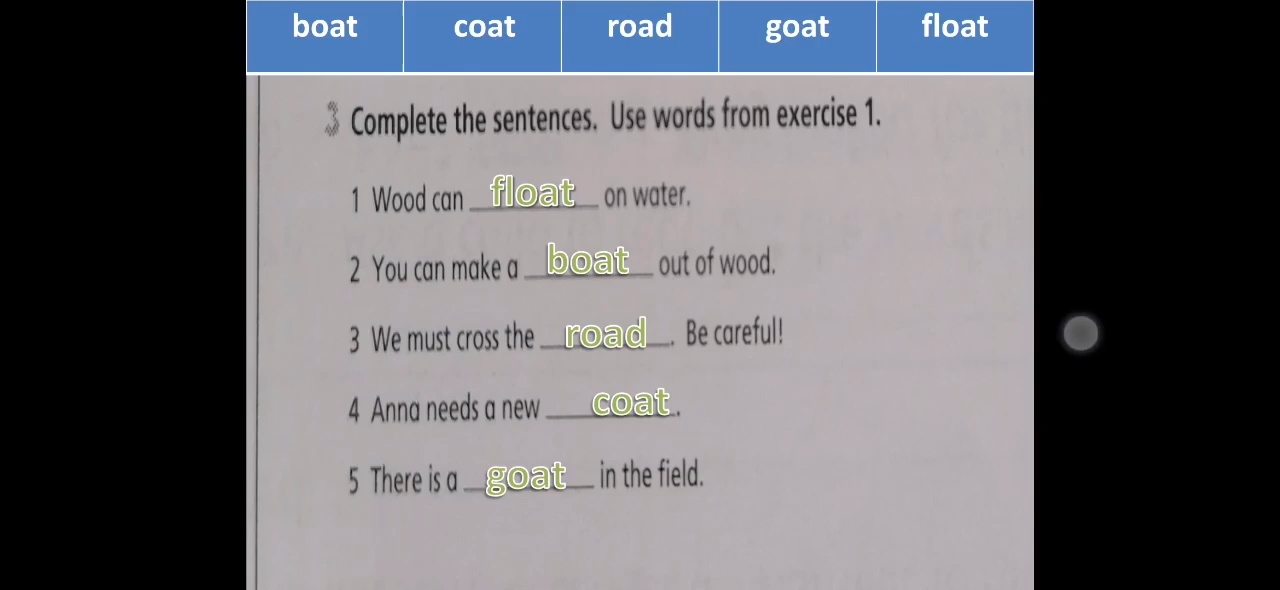 boat coat road goat float
3 Complete the sentences. Use words from exercise 1.
1 Wood can float on water.
2 You can make a boat out of wood.
3 We must cross the road. Be careful!
4 Anna needs a new coat.
5 There is a goat in the field.